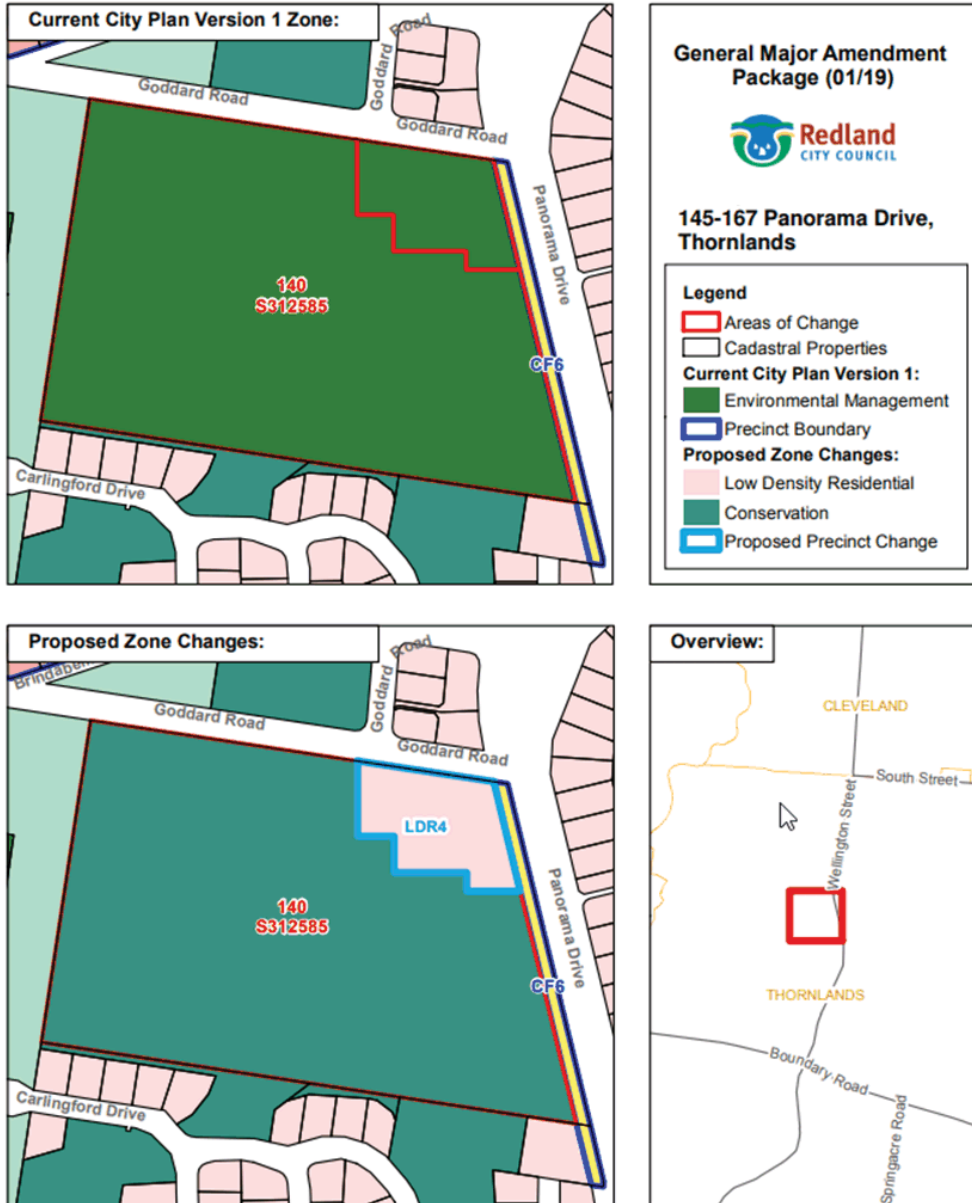 Current City Plan Version 1 Zone:
Goddard Road
Goddard Road
Goddard Road
Panorama Drive
140
S312585
CF6
Carlingford Drive
General Major Amendment
Package (01/19)
Redland
CITY COUNCIL
145-167 Panorama Drive,
Thornlands
Legend
Areas of Change
Cadastral Properties
Current City Plan Version 1:
Environmental Management
Precinct Boundary
Proposed Zone Changes:
Low Density Residential
Conservation
Proposed Precinct Change
Proposed Zone Changes:
Goddard Road
Goddard Road
Goddard Road
LDR4
Panorama Drive
140
S312585
CF6
Carlingford Drive
Overview:
CLEVELAND
South Street
Wellington Street
THORNLANDS
Boundary Road
Springacre Road